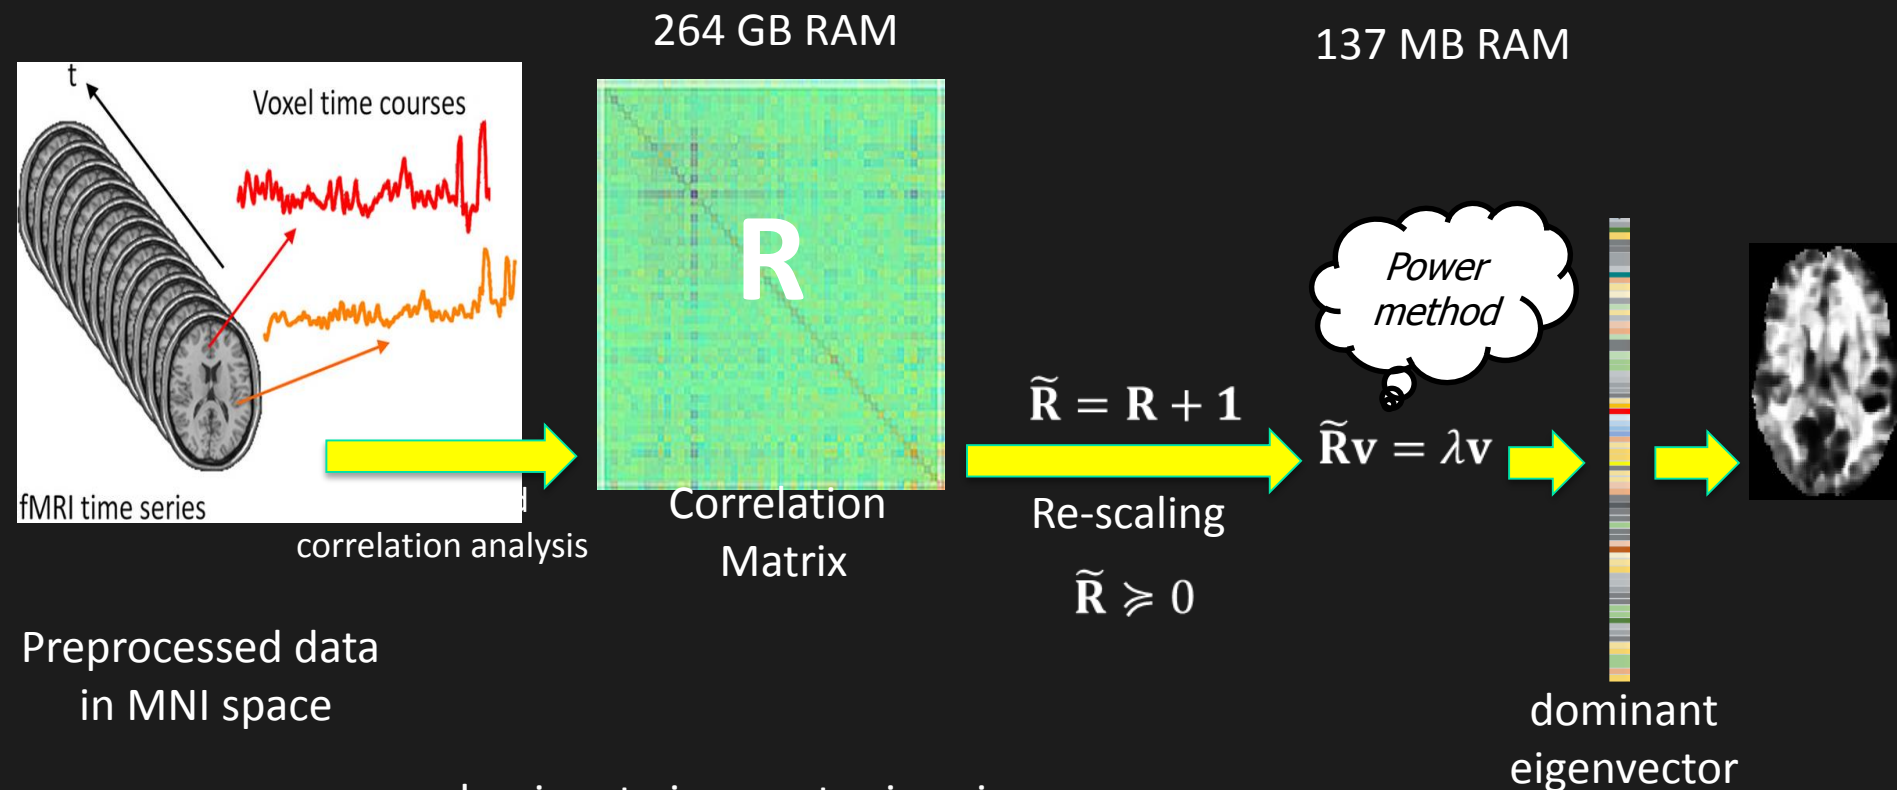 264 GB RAM
137 MB RAM
t
Voxel time courses
R
Power
method
R̃ = R + 1
R̃v = λv
fMRI time series
correlation analysis
Correlation
Matrix
Re-scaling
R̃ ≽ 0
Preprocessed data
in MNI space
dominant
eigenvector